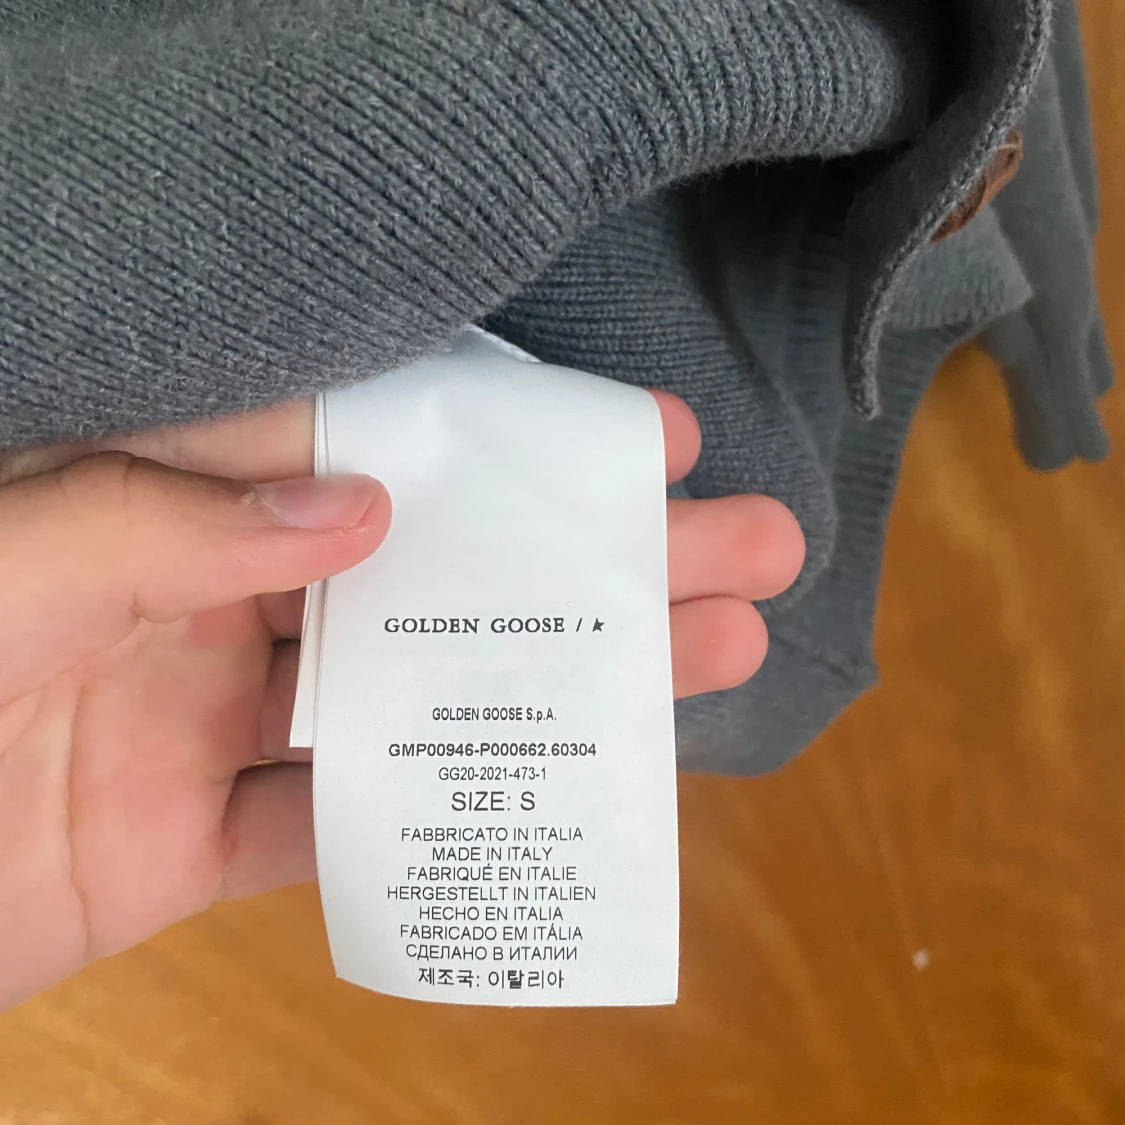 GOLDEN GOOSE / ★
GOLDEN GOOSE S.p.A.
GMP00946-P000662.60304
GG20-2021-473-1
SIZE: S
FABBRICATO IN ITALIA
MADE IN ITALY
FABRIQUÉ EN ITALIE
HERGESTELLT IN ITALIEN
HECHO EN ITALIA
FABRICADO EM ITÁLIA
СДЕЛАНО В ИТАЛИИ
제조국: 이탈리아